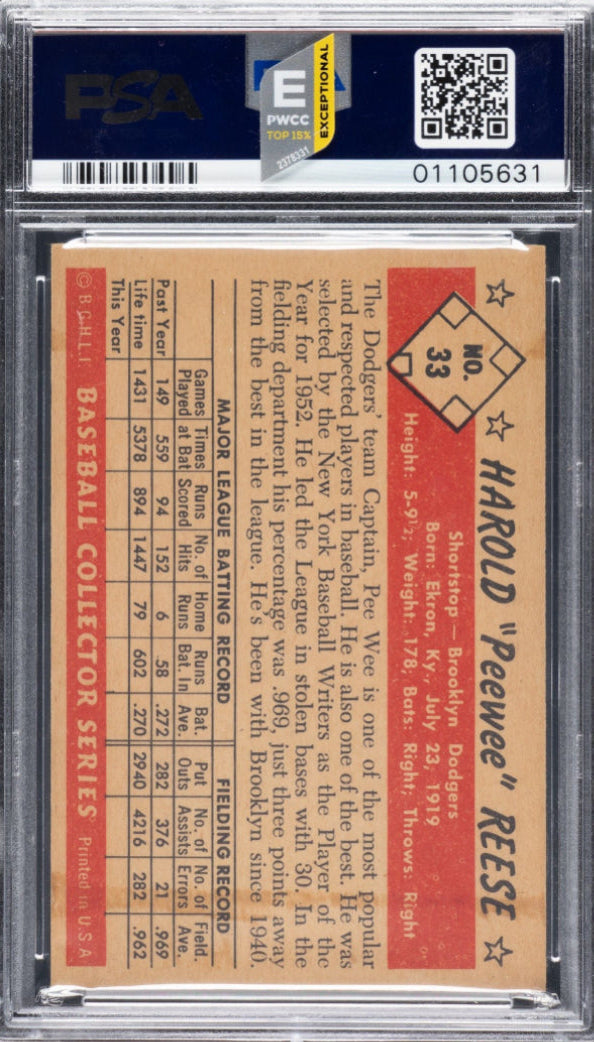 PSA
E
PWCC
TOP 15%
EXCEPTIONAL
2378331
01105631
NO.
33
HAROLD "Peewee" REESE
Shortstop — Brooklyn Dodgers
Born: Ekron, Ky., July 23, 1919
Height: 5-9½; Weight: 178; Bats: Right; Throws: Right
The Dodgers' team Captain, Pee Wee is one of the most popular
and respected players in baseball. He is also one of the best. He was
selected by the New York Baseball Writers as the Player of the
Year for 1952. He led the League in stolen bases with 30. In the
fielding department his percentage was .969, just three points away
from the best in the league. He's been with Brooklyn since 1940.
MAJOR LEAGUE BATTING RECORD FIELDING RECORD
Games Times Runs No. of Home Runs Bat. Put No. of No. of Field.
Played at Bat Scored Hits Runs Bat. In Ave. Outs Assists Errors Ave.
Past Year 149 559 94 152 6 58 .272 282 376 21 .969
Life time 1431 5378 894 1447 79 602 .270 2940 4216 282 .962
This Year
© B.G.H.L.I. BASEBALL COLLECTOR SERIES Printed in U.S.A